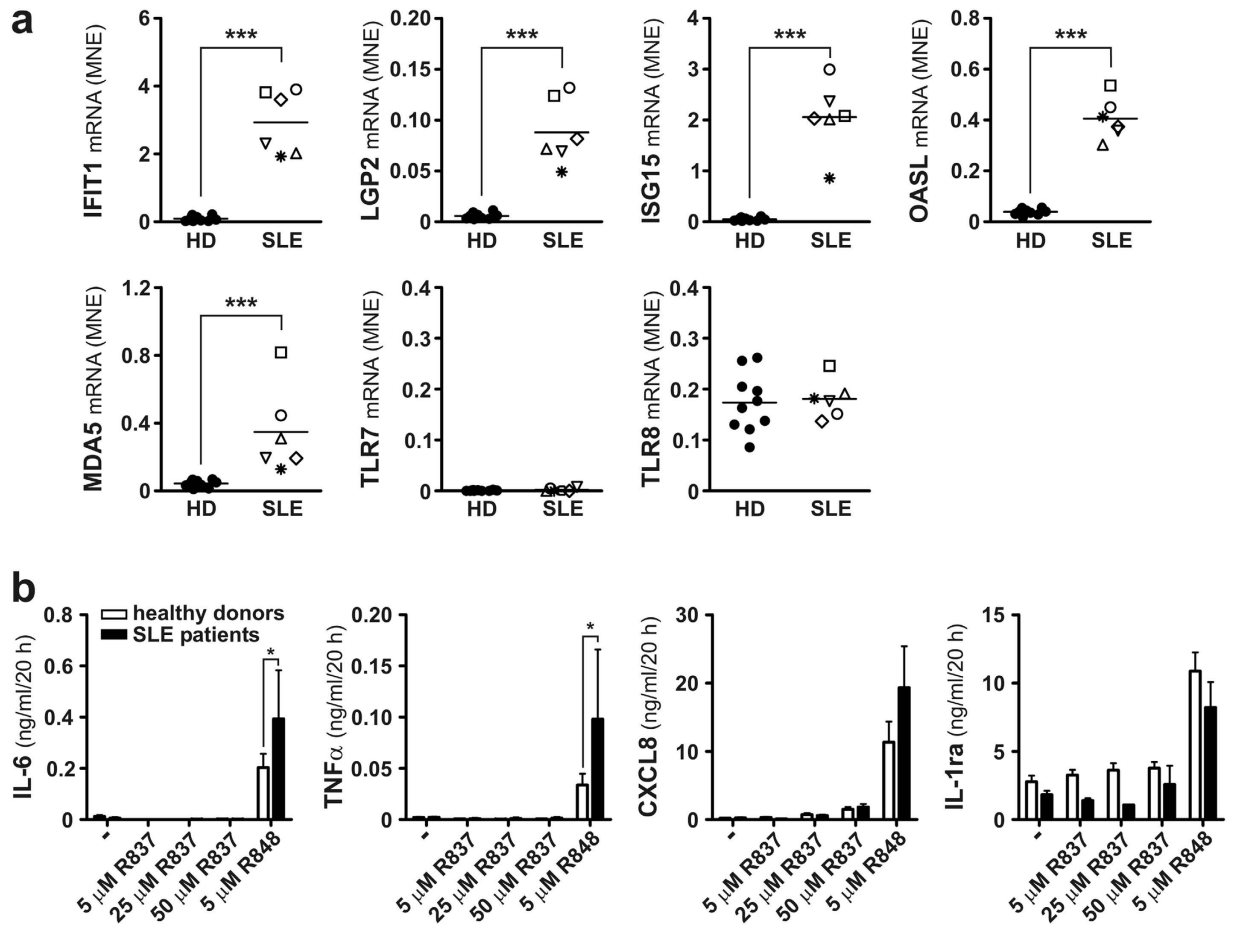 a
IFIT1 mRNA (MNE)
6
4
2
0
***
HD
SLE
LGP2 mRNA (MNE)
0.20
0.15
0.10
0.05
0
***
HD
SLE
ISG15 mRNA (MNE)
4
3
2
1
0
***
HD
SLE
OASL mRNA (MNE)
0.8
0.6
0.4
0.2
0
***
HD
SLE
MDA5 mRNA (MNE)
1.2
0.8
0.4
0
***
HD
SLE
TLR7 mRNA (MNE)
0.4
0.3
0.2
0.1
0
HD
SLE
TLR8 mRNA (MNE)
0.4
0.3
0.2
0.1
0
HD
SLE
b
healthy donors
SLE patients
IL-6 (ng/ml/20 h)
0.8
0.6
0.4
0.2
0
*
-
5 µM R837
25 µM R837
50 µM R837
5 µM R848
TNFα (ng/ml/20 h)
0.20
0.15
0.10
0.05
0
*
-
5 µM R837
25 µM R837
50 µM R837
5 µM R848
CXCL8 (ng/ml/20 h)
30
20
10
0
-
5 µM R837
25 µM R837
50 µM R837
5 µM R848
IL-1ra (ng/ml/20 h)
15
10
5
0
-
5 µM R837
25 µM R837
50 µM R837
5 µM R848